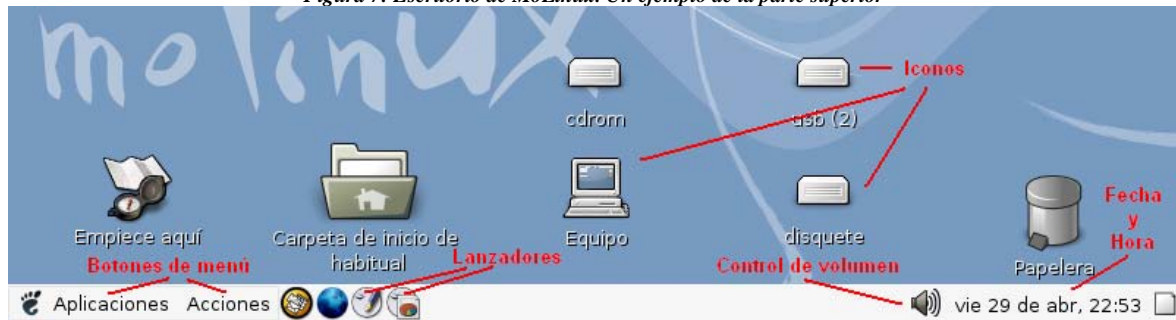 Figura 7. Escritorio de MoLinux. Un ejemplo de la parte superior
molinux
Iconos
cdrom
usb (2)
Fecha
y
Hora
Empiece aquí
Carpeta de inicio de
habitual
Equipo
disquete
Papelera
Botones de menú
Lanzadores
Control de volumen
Aplicaciones Acciones
vie 29 de abr, 22:53